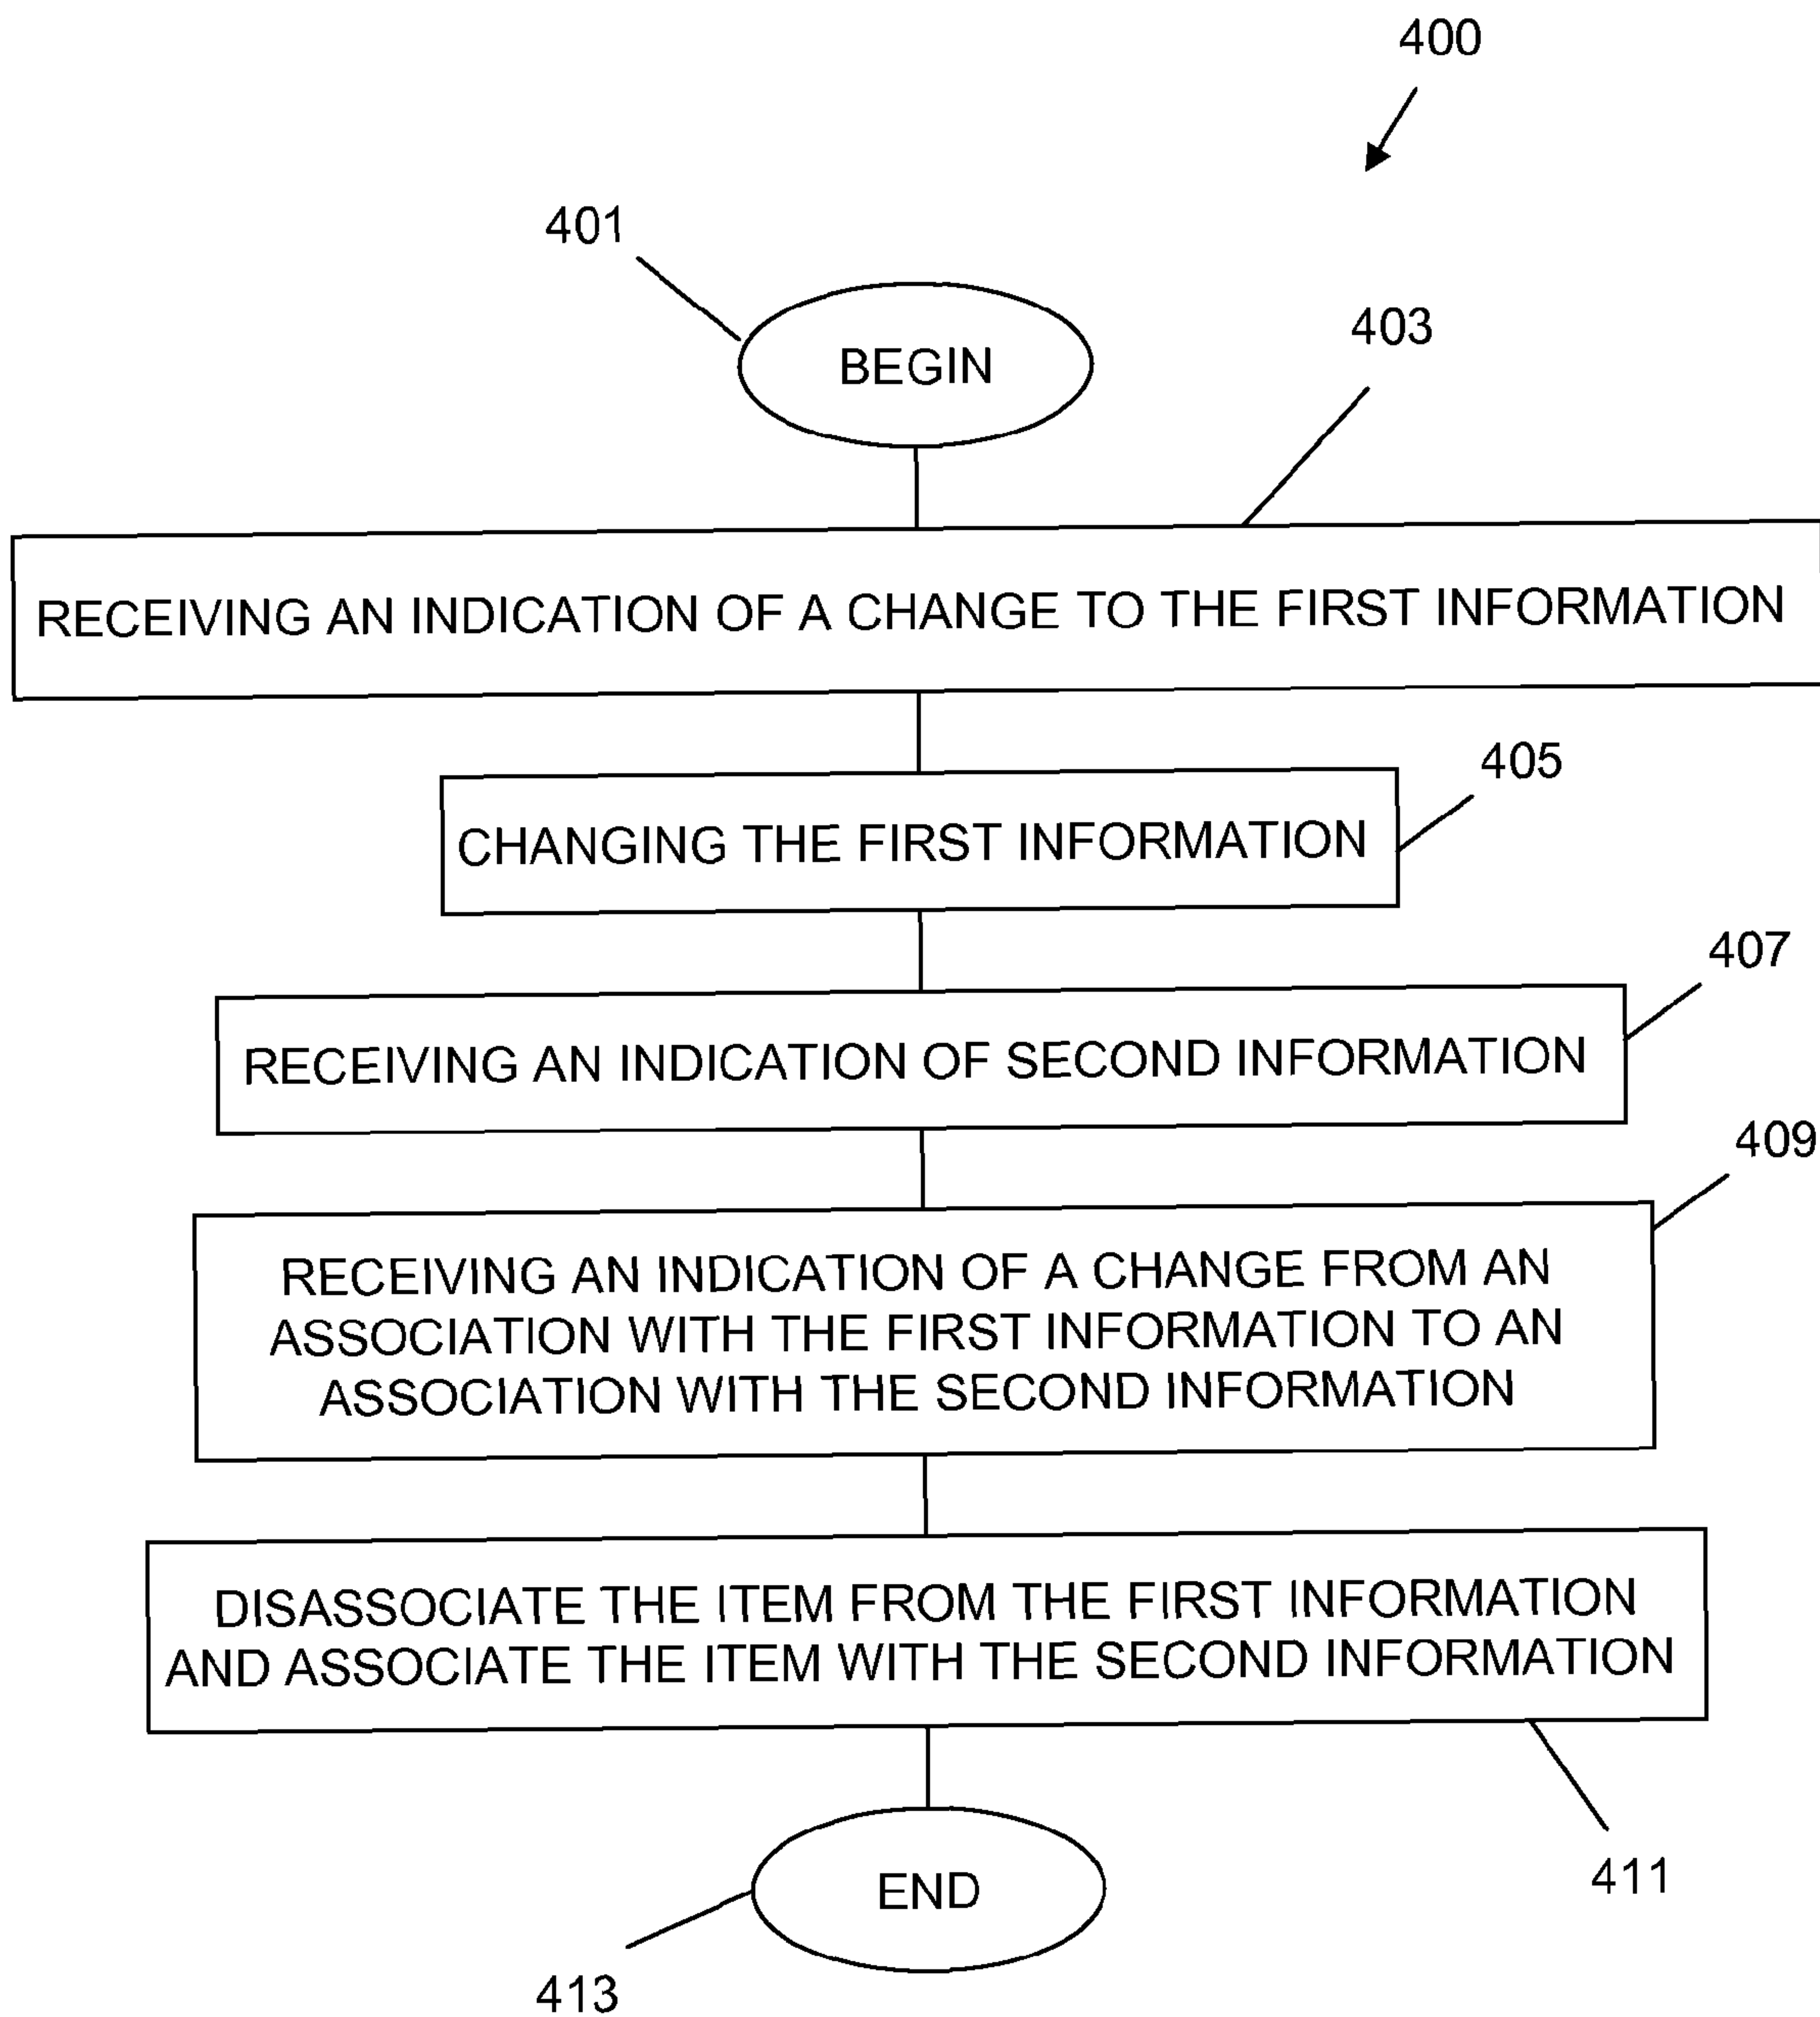 400
401
BEGIN
403
RECEIVING AN INDICATION OF A CHANGE TO THE FIRST INFORMATION
405
CHANGING THE FIRST INFORMATION
407
RECEIVING AN INDICATION OF SECOND INFORMATION
409
RECEIVING AN INDICATION OF A CHANGE FROM AN
ASSOCIATION WITH THE FIRST INFORMATION TO AN
ASSOCIATION WITH THE SECOND INFORMATION
DISASSOCIATE THE ITEM FROM THE FIRST INFORMATION
AND ASSOCIATE THE ITEM WITH THE SECOND INFORMATION
411
END
413